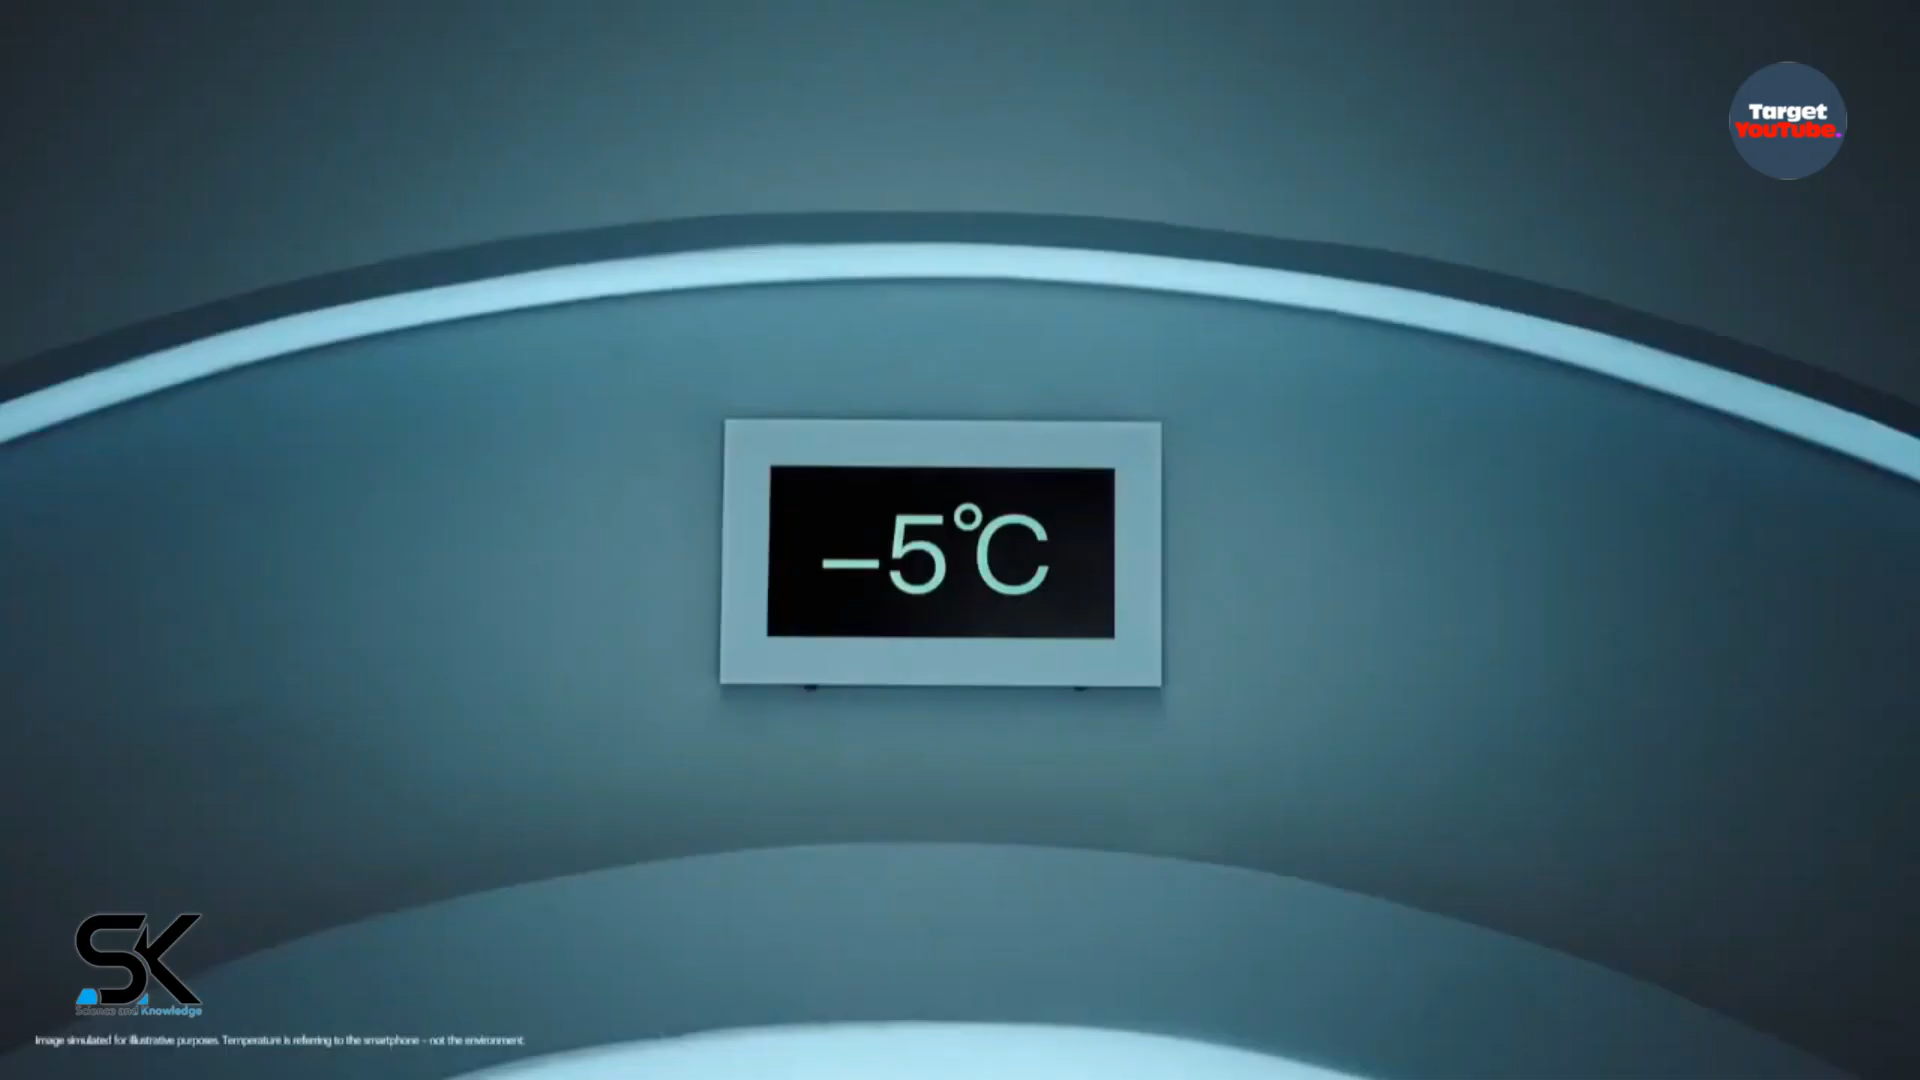 Target
YouTube.
–5°C
SK
Science and Knowledge
Image simulated for illustrative purposes. Temperature is referring to the smartphone – not the environment.